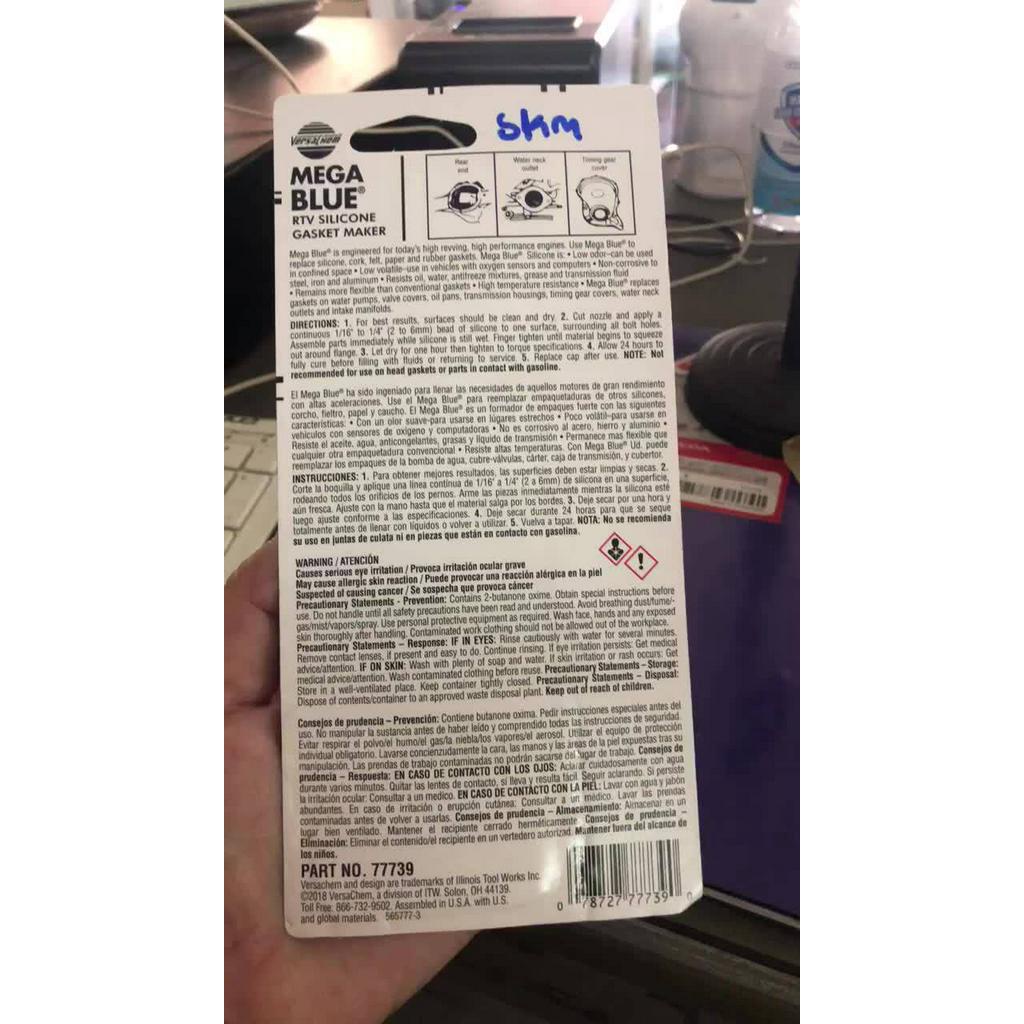 skm
VersaChem
MEGA
BLUE®
RTV SILICONE
GASKET MAKER
Rear
end
Water neck
outlet
Timing gear
cover
Mega Blue® is engineered for today's high revving, high performance engines. Use Mega Blue® to
replace silicone, cork, felt, paper and rubber gaskets. Mega Blue® Silicone is: • Low odor–can be used
in confined space • Low volatile–use in vehicles with oxygen sensors and computers • Non-corrosive to
steel, iron and aluminum • Resists oil, water, antifreeze mixtures, grease and transmission fluid
• Remains more flexible than conventional gaskets • High temperature resistance • Mega Blue® replaces
gaskets on water pumps, valve covers, oil pans, transmission housings, timing gear covers, water neck
outlets and intake manifolds.
DIRECTIONS: 1. For best results, surfaces should be clean and dry. 2. Cut nozzle and apply a
continuous 1/16" to 1/4" (2 to 6mm) bead of silicone to one surface, surrounding all bolt holes.
Assemble parts immediately while silicone is still wet. Finger tighten until material begins to squeeze
out around flange. 3. Let dry for one hour then tighten to torque specifications. 4. Allow 24 hours to
fully cure before filling with fluids or returning to service. 5. Replace cap after use. NOTE: Not
recommended for use on head gaskets or parts in contact with gasoline.
El Mega Blue® ha sido ingeniado para llenar las necesidades de aquellos motores de gran rendimiento
con altas aceleraciones. Use el Mega Blue® para reemplazar empaquetaduras de otros silicones,
corcho, fieltro, papel y caucho. El Mega Blue® es un formador de empaques fuerte con las siguientes
características: • Con un olor suave-para usarse en lúgares estrechos • Poco volátil–para usarse en
vehículos con sensores de oxígeno y computadoras • No es corrosivo al acero, hierro y aluminio •
Resiste el aceite, agua, anticongelantes, grasas y líquido de transmisión • Permanece mas flexible que
cualquier otra empaquetadura convencional • Resiste altas temperaturas. Con Mega Blue® Ud. puede
reemplazar los empaques de la bomba de agua, cubre-válvulas, cárter, caja de transmisión, y cubertor.
INSTRUCCIONES: 1. Para obtener mejores resultados, las superficies deben estar limpias y secas. 2.
Corte la boquilla y aplique una línea continua de 1/16" a 1/4" (2 a 6mm) de silicona en una superficie,
rodeando todos los orificios de los pernos. Arme las piezas inmediatamente mientras la silicona esté
aún fresca. Ajuste con la mano hasta que el material salga por los bordes. 3. Deje secar por una hora y
luego ajuste conforme a las especificaciones. 4. Deje secar durante 24 horas para que se seque
totalmente antes de llenar con líquidos o volver a utilizar. 5. Vuelva a tapar. NOTA: No se recomienda
su uso en juntas de culata ni en piezas que están en contacto con gasolina.
WARNING / ATENCIÓN
Causes serious eye irritation / Provoca irritación ocular grave
May cause allergic skin reaction / Puede provocar una reacción alérgica en la piel
Suspected of causing cancer / Se sospecha que provoca cáncer
Precautionary Statements - Prevention: Contains 2-butanone oxime. Obtain special instructions before
use. Do not handle until all safety precautions have been read and understood. Avoid breathing dust/fume/-
gas/mist/vapors/spray. Use personal protective equipment as required. Wash face, hands and any exposed
skin thoroughly after handling. Contaminated work clothing should not be allowed out of the workplace.
Precautionary Statements – Response: IF IN EYES: Rinse cautiously with water for several minutes.
Remove contact lenses, if present and easy to do. Continue rinsing. If eye irritation persists: Get medical
advice/attention. IF ON SKIN: Wash with plenty of soap and water. If skin irritation or rash occurs: Get
medical advice/attention. Wash contaminated clothing before reuse. Precautionary Statements – Storage:
Store in a well-ventilated place. Keep container tightly closed. Precautionary Statements – Disposal:
Dispose of contents/container to an approved waste disposal plant. Keep out of reach of children.
Consejos de prudencia – Prevención: Contiene butanone oxima. Pedir instrucciones especiales antes del
uso. No manipular la sustancia antes de haber leído y comprendido todas las instrucciones de seguridad.
Evitar respirar el polvo/el humo/el gas/la niebla/los vapores/el aerosol. Utilizar el equipo de protección
individual obligatorio. Lavarse concienzudamente la cara, las manos y las áreas de la piel expuestas tras su
manipulación. Las prendas de trabajo contaminadas no podrán sacarse del lugar de trabajo. Consejos de
prudencia – Respuesta: EN CASO DE CONTACTO CON LOS OJOS: Aclarar cuidadosamente con agua
durante varios minutos. Quitar las lentes de contacto, si lleva y resulta fácil. Seguir aclarando. Si persiste
la irritación ocular: Consultar a un medico. EN CASO DE CONTACTO CON LA PIEL: Lavar con agua y jabón
abundantes. En caso de irritación o erupción cutánea: Consultar a un médico. Lavar las prendas
contaminadas antes de volver a usarlas. Consejos de prudencia – Almacenamiento: Almacenar en un
lugar bien ventilado. Mantener el recipiente cerrado herméticamente. Consejos de prudencia –
Eliminación: Eliminar el contenido/el recipiente en un vertedero autorizad. Mantener fuera del alcance de
los niños.
PART NO. 77739
Versachem and design are trademarks of Illinois Tool Works Inc.
©2018 VersaChem, a division of ITW. Solon, OH 44139.
Toll Free: 866-732-9502. Assembled in U.S.A. with U.S.
and global materials. 565777-3
0 78727 77739 0